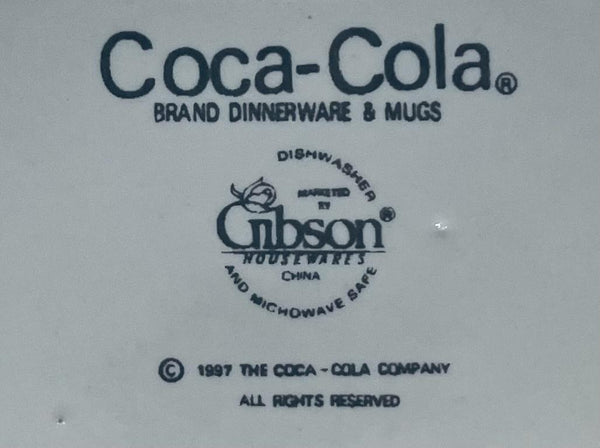 Coca-Cola®
BRAND DINNERWARE & MUGS
DISHWASHER
MARKETED
BY
Gibson®
HOUSEWARES
CHINA
AND MICHOWAVE SAFE
© 1997 THE COCA-COLA COMPANY
ALL RIGHTS RESERVED